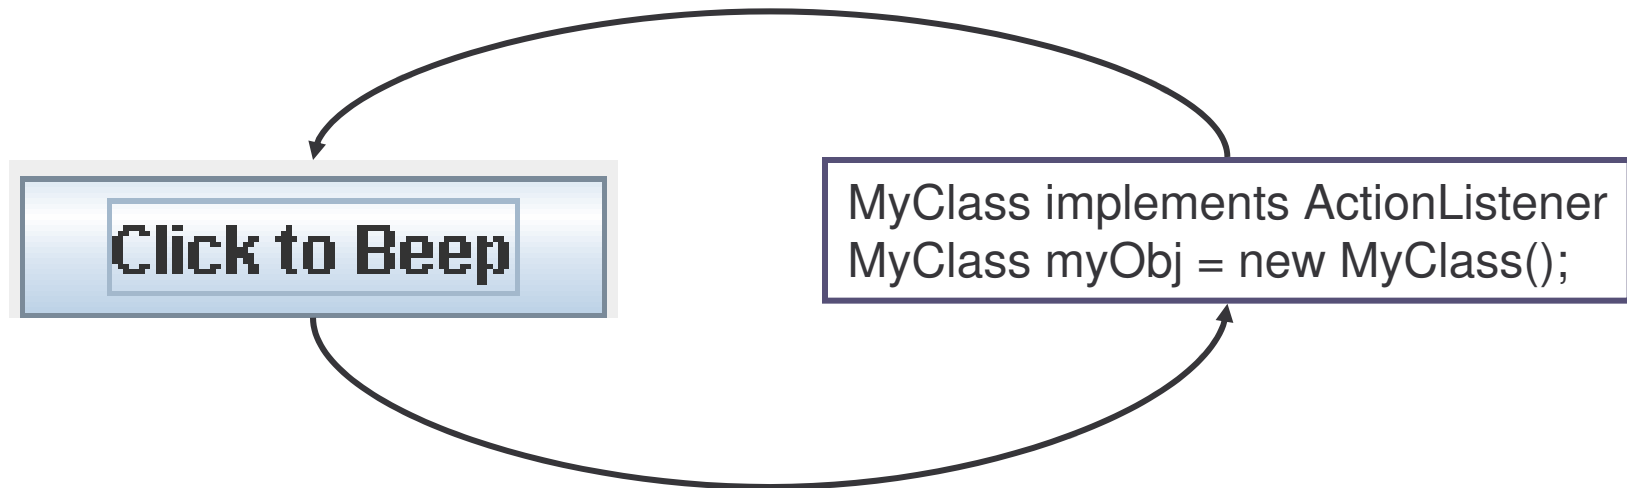 Click to Beep
MyClass implements ActionListener
MyClass myObj = new MyClass();